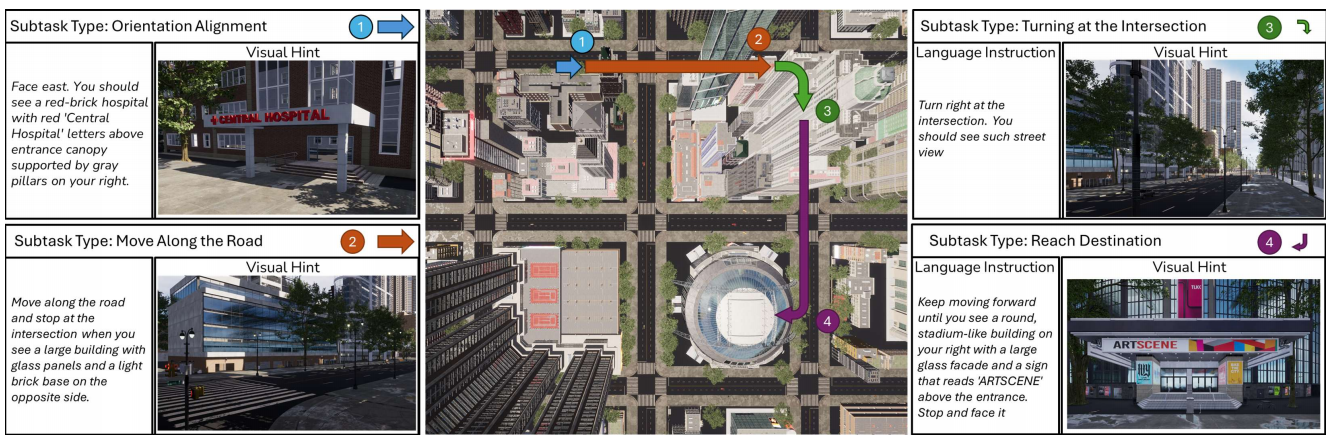 Subtask Type: Orientation Alignment
1
Visual Hint
Face east. You should
see a red-brick hospital
with red 'Central
Hospital' letters above
entrance canopy
supported by gray
pillars on your right.
CENTRAL HOSPITAL
Subtask Type: Move Along the Road
2
Visual Hint
Move along the road
and stop at the
intersection when you
see a large building with
glass panels and a light
brick base on the
opposite side.
1
2
3
4
Subtask Type: Turning at the Intersection
3
Language Instruction
Visual Hint
Turn right at the
intersection. You
should see such street
view
Subtask Type: Reach Destination
4
Language Instruction
Visual Hint
Keep moving forward
until you see a round,
stadium-like building on
your right with a large
glass facade and a sign
that reads 'ARTSCENE'
above the entrance.
Stop and face it
ARTSCENE